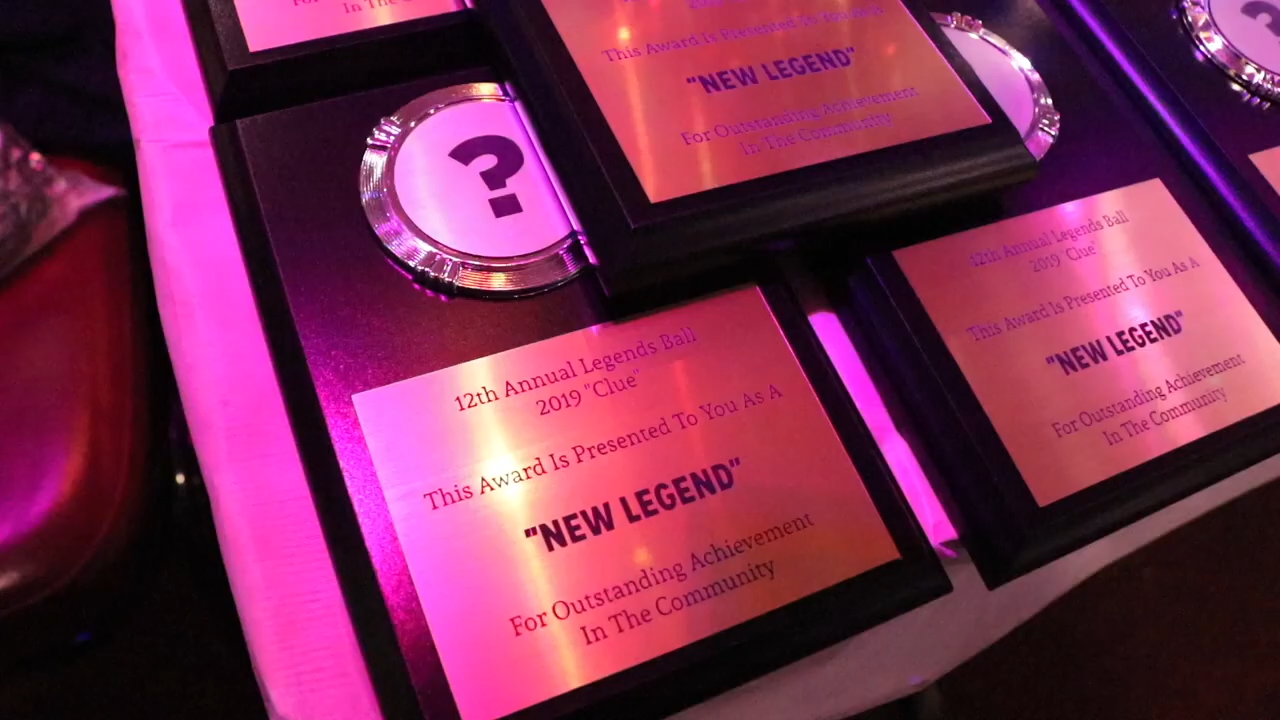 In The
This Award Is Presented To You As A
"NEW LEGEND"
For Outstanding Achievement
In The Community
?
12th Annual Legends Ball
2019 "Clue"
This Award Is Presented To You As A
"NEW LEGEND"
For Outstanding Achievement
In The Community
12th Annual Legends Ball
2019 "Clue"
This Award Is Presented To You As A
"NEW LEGEND"
For Outstanding Achievement
In The Community
?